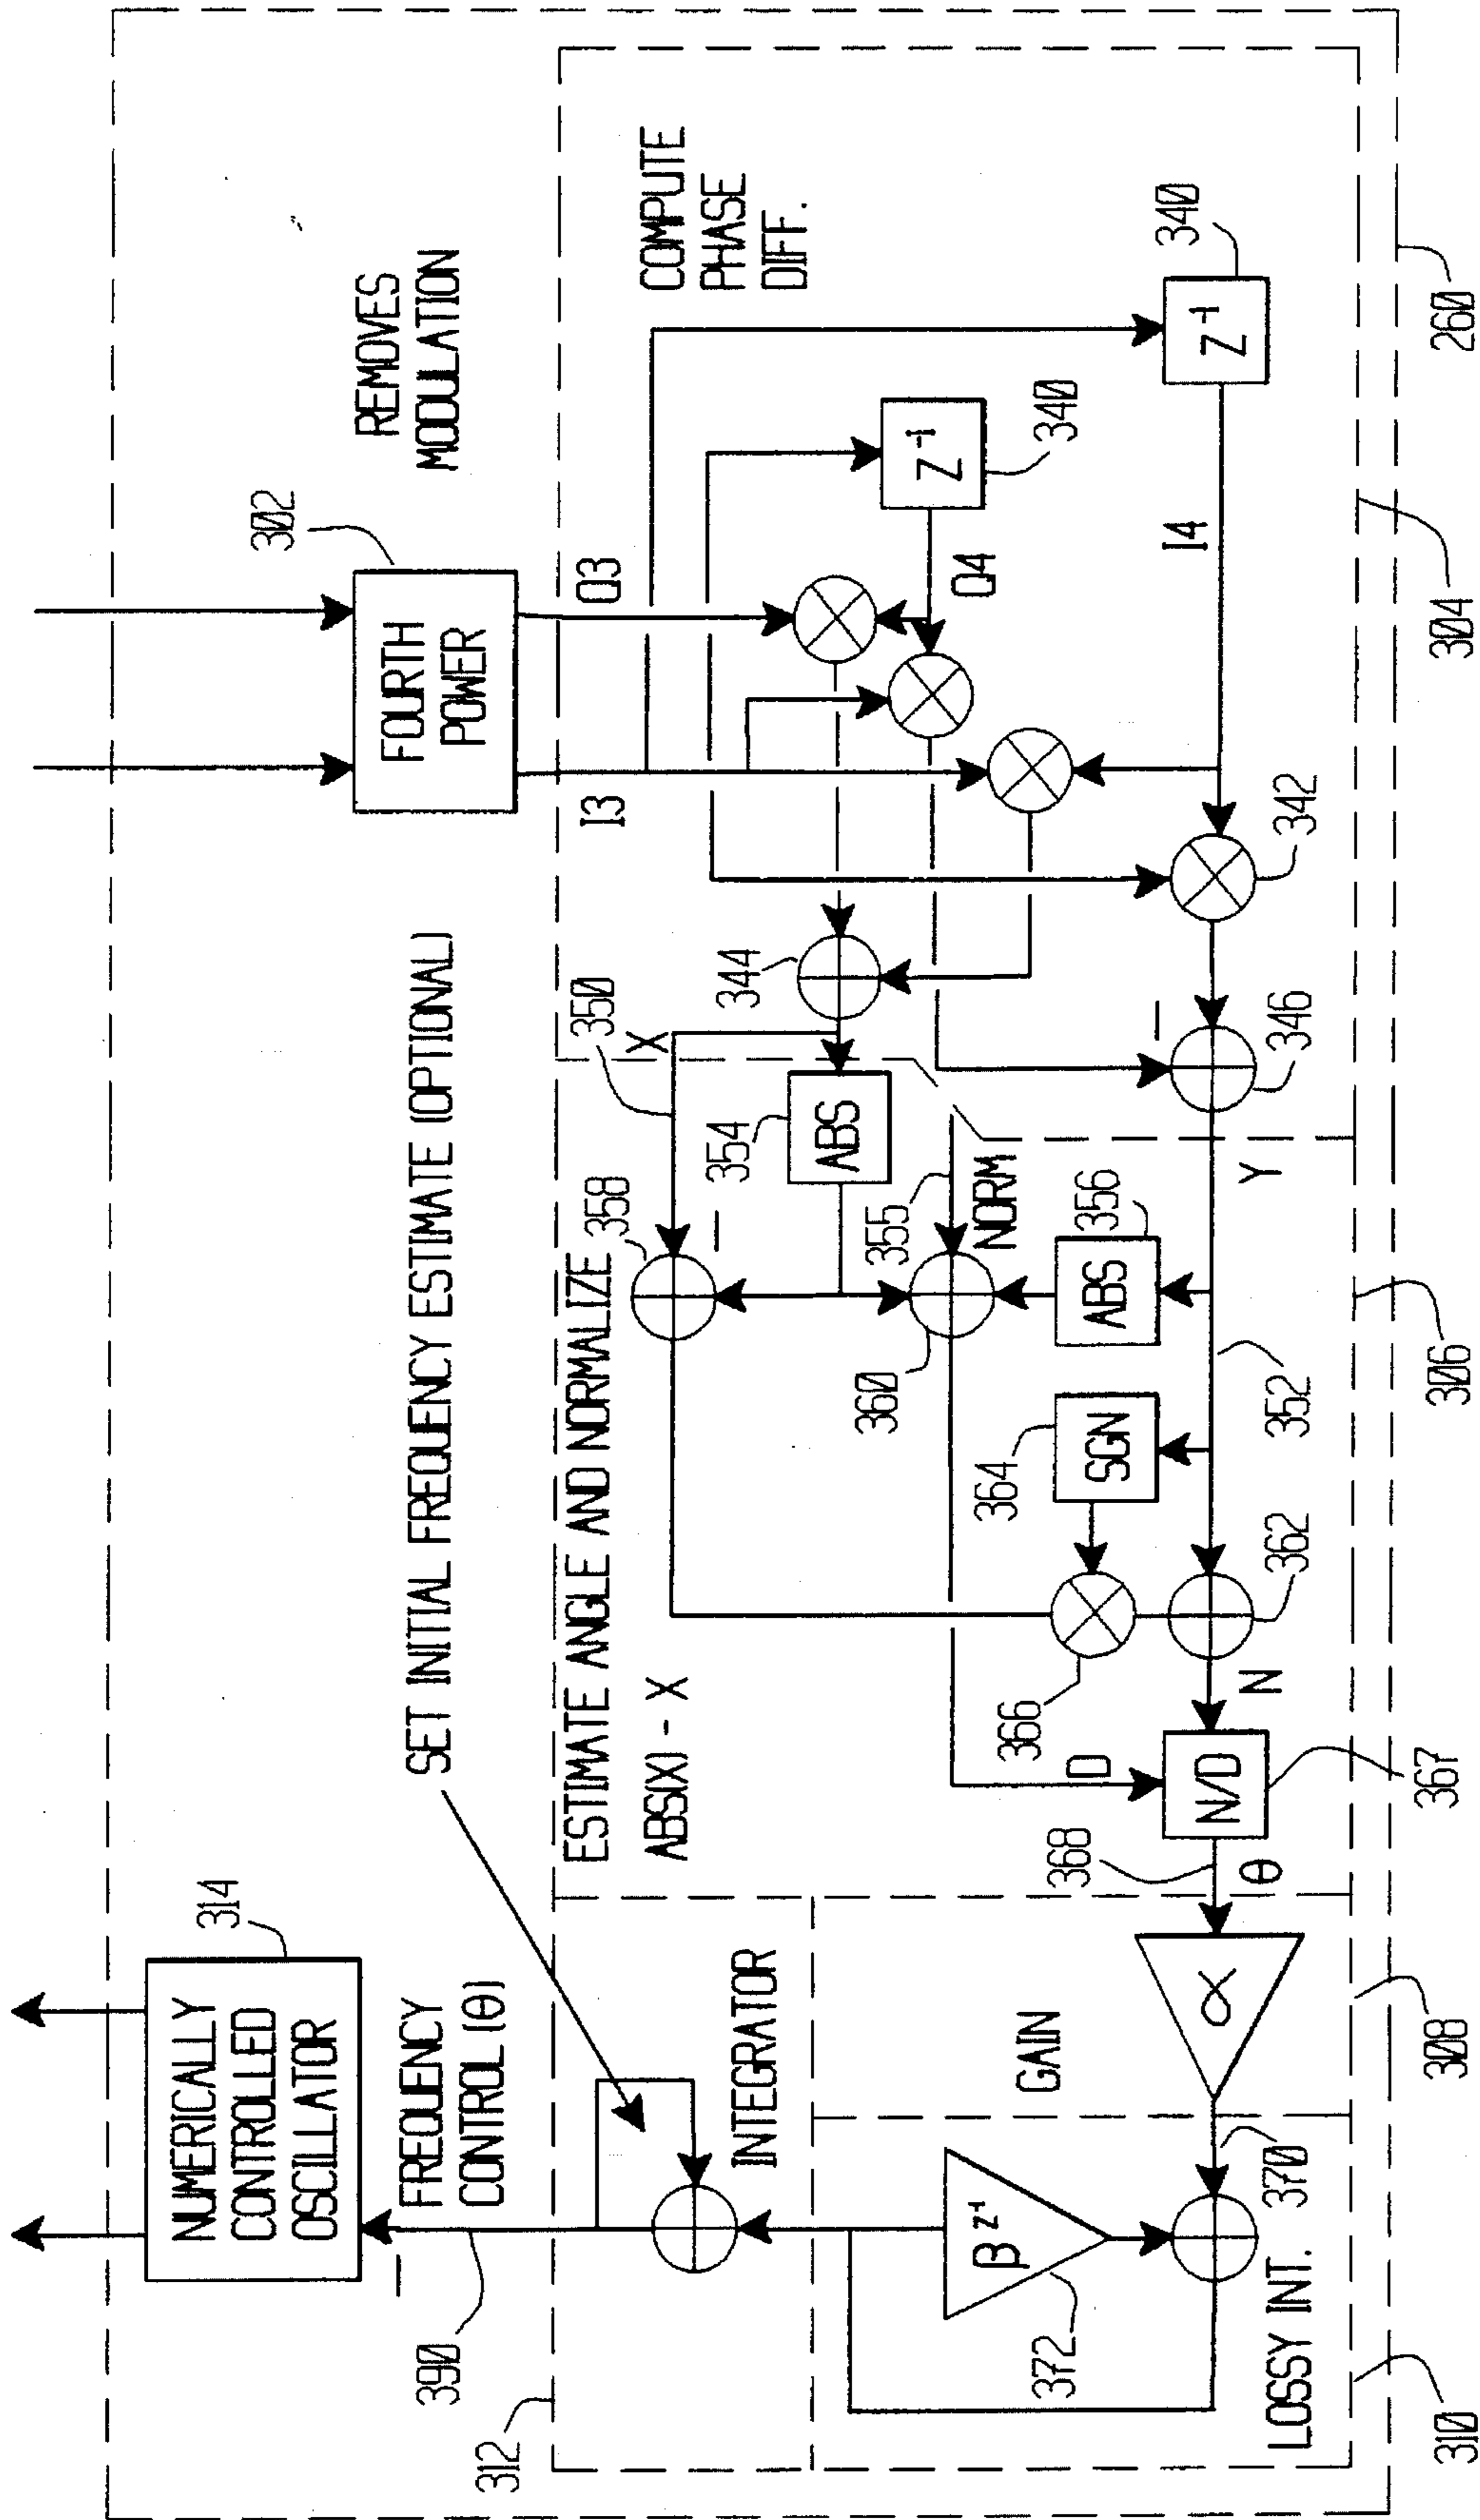 REMOVES
MODULATION
302
FOURTH
POWER
I3
Q3
COMPUTE
PHASE
DIFF.
Z⁻¹
340
Z⁻¹
340
Q4
I4
342
344
346
260
304
SET INITIAL FREQUENCY ESTIMATE (OPTIONAL)
350
X
354
ABS
358
—
355
NORM
356
ABS
360
364
SGN
Y
352
306
ESTIMATE ANGLE AND NORMALIZE
ABS(X) - X
366
362
N
D
N/D
367
368
θ
314
NUMERICALLY
CONTROLLED
OSCILLATOR
FREQUENCY
CONTROL (θ)
—
390
312
INTEGRATOR
GAIN
α
308
370
β z⁻¹
372
LOSSY INT.
310